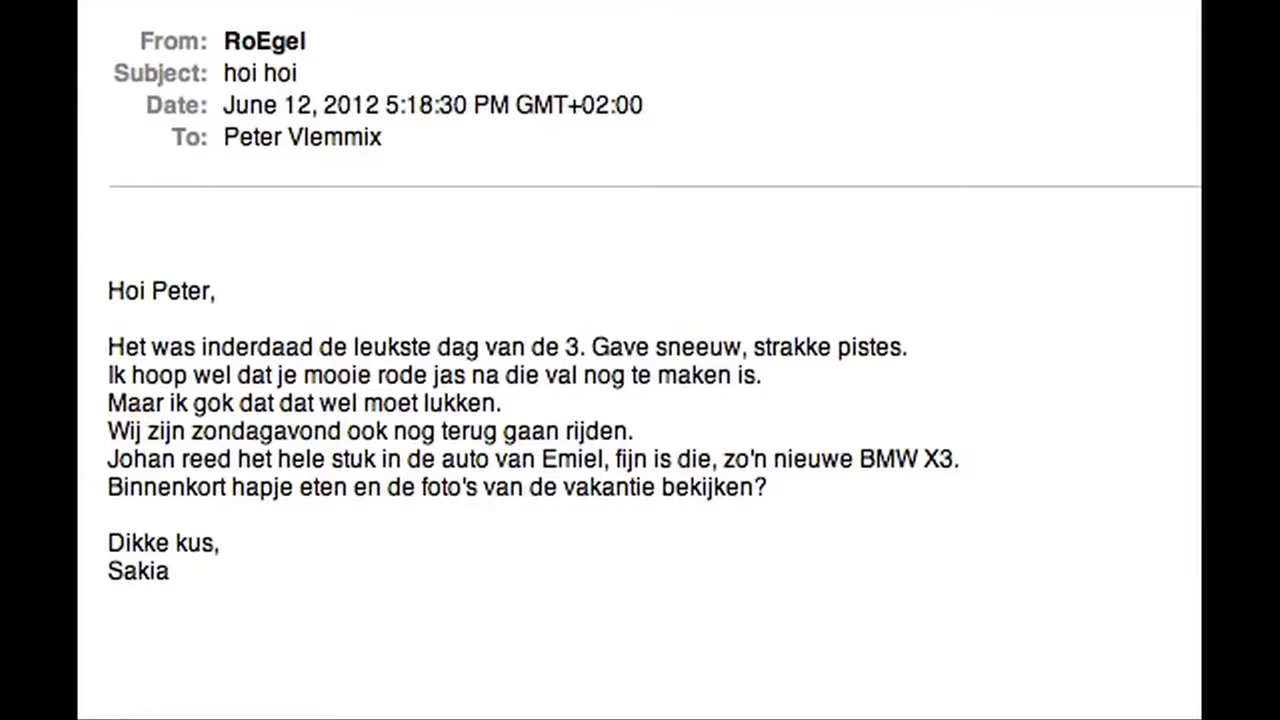 From: RoEgel
Subject: hoi hoi
Date: June 12, 2012 5:18:30 PM GMT+02:00
To: Peter Vlemmix
Hoi Peter,
Het was inderdaad de leukste dag van de 3. Gave sneeuw, strakke pistes.
Ik hoop wel dat je mooie rode jas na die val nog te maken is.
Maar ik gok dat dat wel moet lukken.
Wij zijn zondagavond ook nog terug gaan rijden.
Johan reed het hele stuk in de auto van Emiel, fijn is die, zo'n nieuwe BMW X3.
Binnenkort hapje eten en de foto's van de vakantie bekijken?
Dikke kus,
Sakia